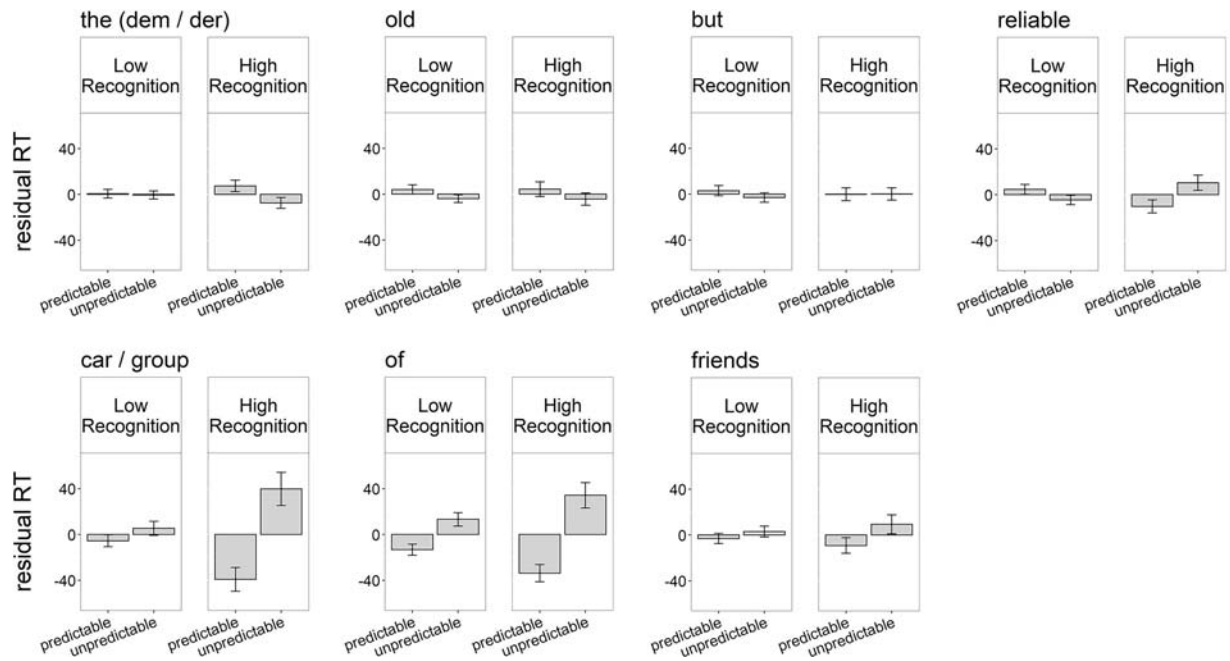 the (dem / der)
Low
Recognition
High
Recognition
residual RT
40
0
-40
predictable
unpredictable
predictable
unpredictable
old
Low
Recognition
High
Recognition
40
0
-40
predictable
unpredictable
predictable
unpredictable
but
Low
Recognition
High
Recognition
40
0
-40
predictable
unpredictable
predictable
unpredictable
reliable
Low
Recognition
High
Recognition
40
0
-40
predictable
unpredictable
predictable
unpredictable
car / group
Low
Recognition
High
Recognition
residual RT
40
0
-40
predictable
unpredictable
predictable
unpredictable
of
Low
Recognition
High
Recognition
40
0
-40
predictable
unpredictable
predictable
unpredictable
friends
Low
Recognition
High
Recognition
40
0
-40
predictable
unpredictable
predictable
unpredictable